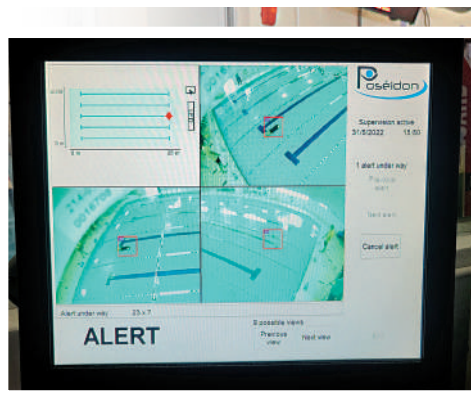 Poséidon
Supervision active
31/5/2022 15:50
1 alert under way
Previous
alert
Next alert
Cancel alert
0 m
Alert under way 23 x 7
ALERT
8 possible views
Previous
view
Next view